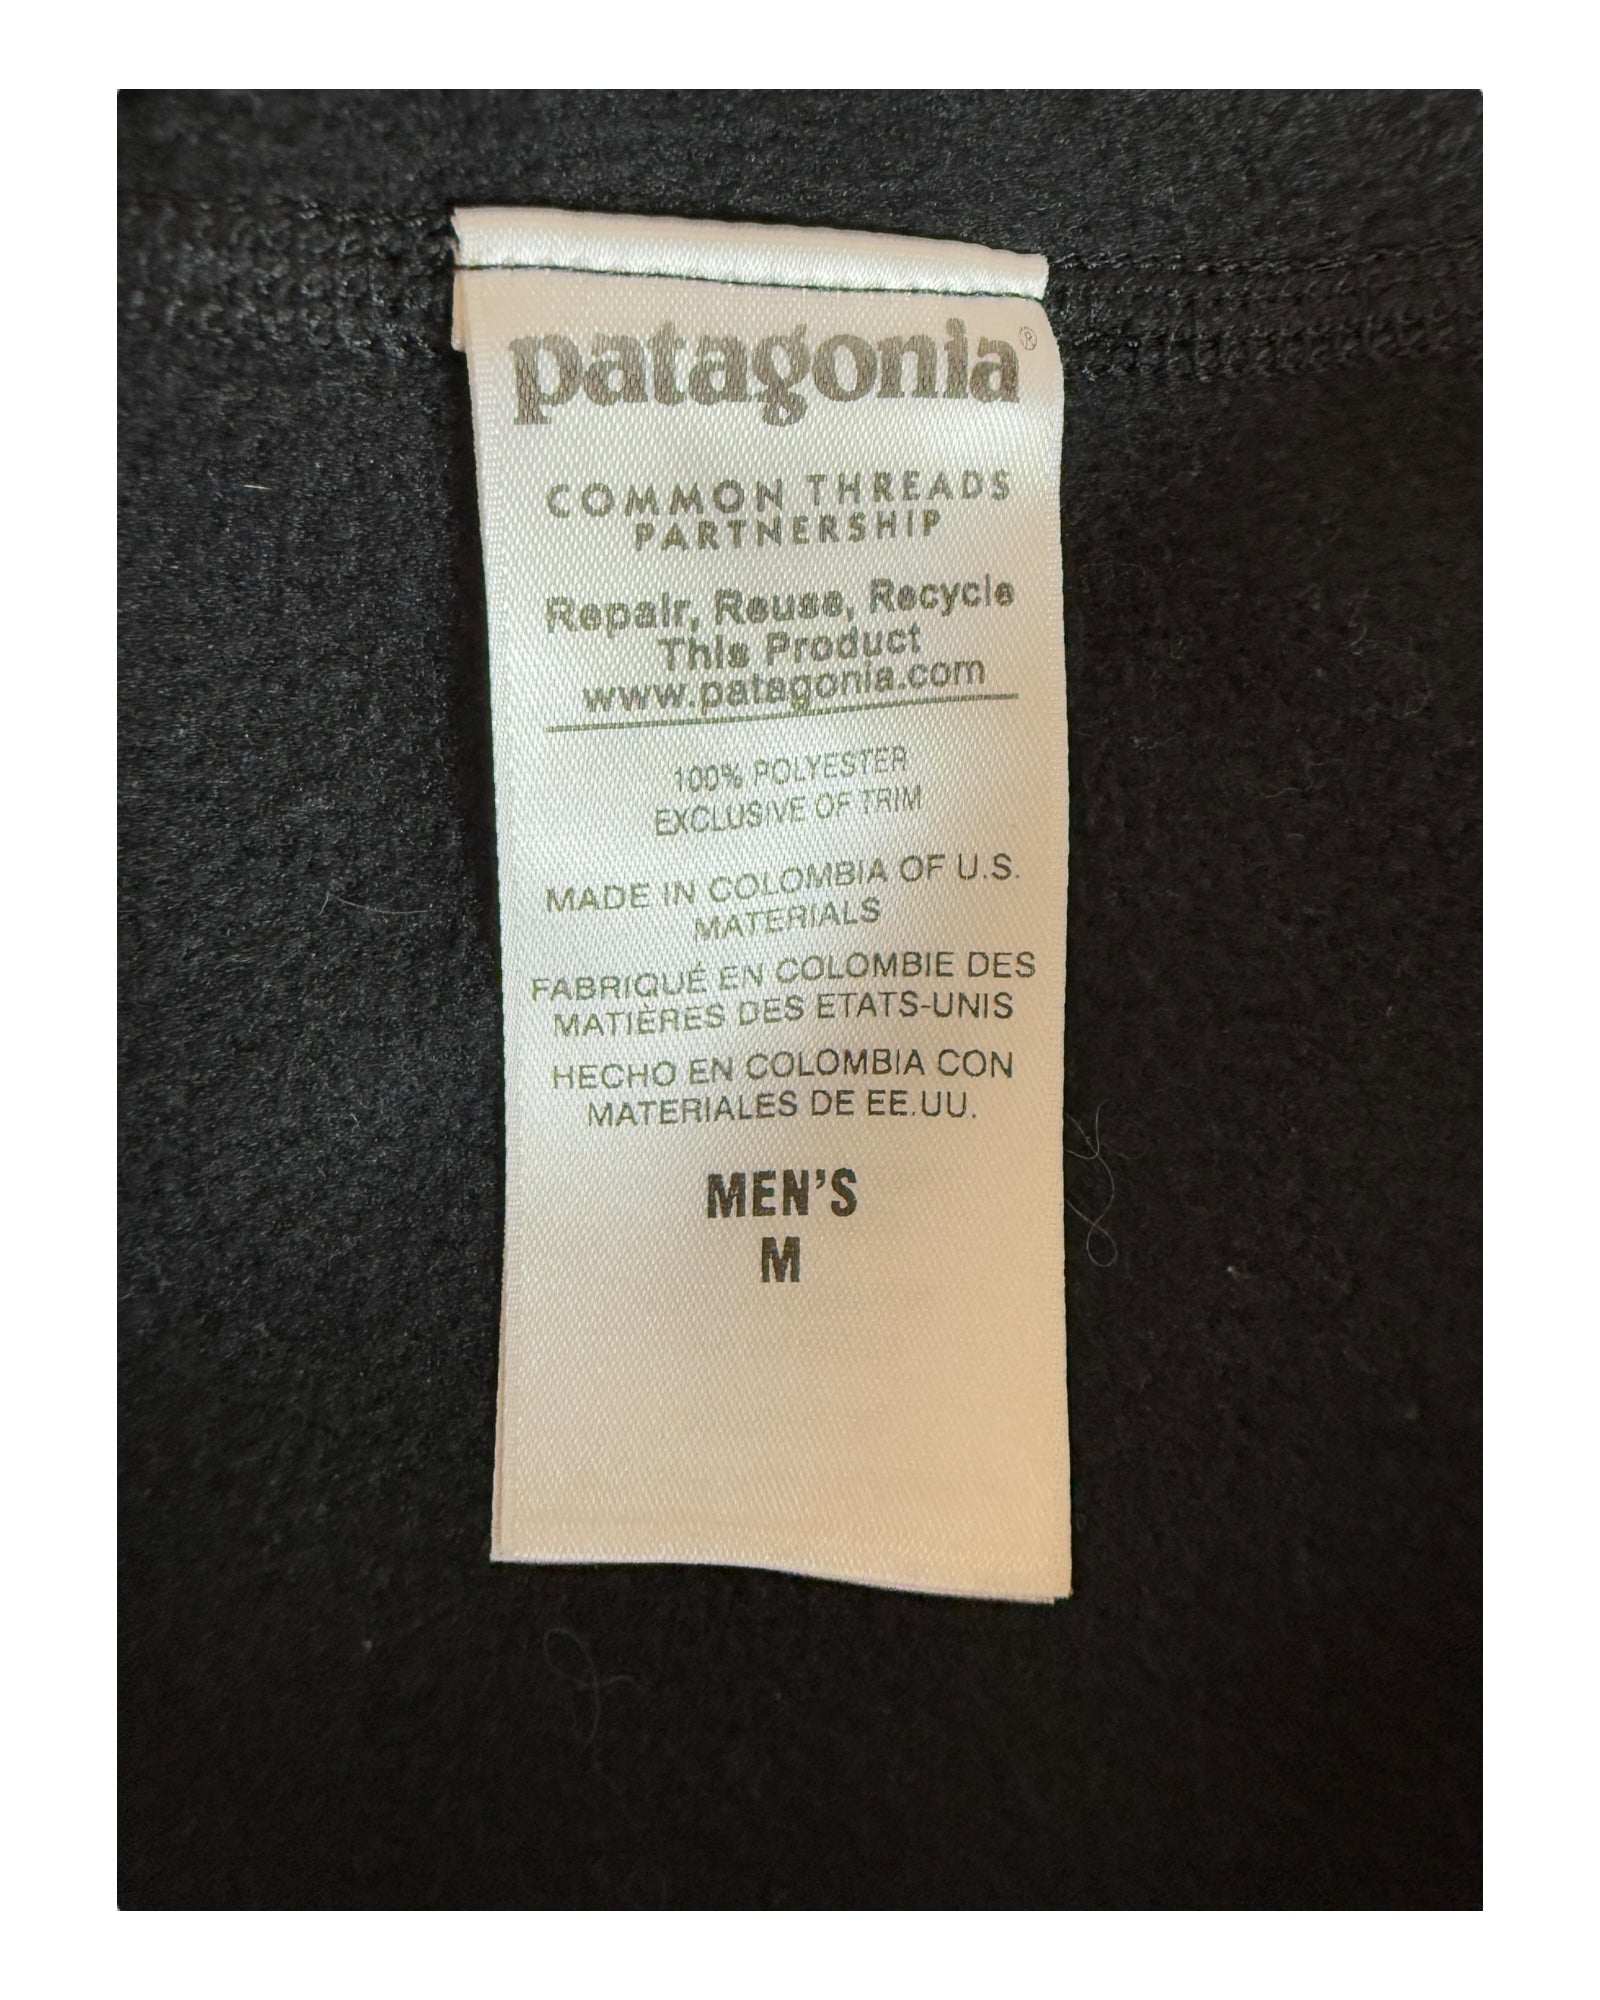 patagonia®
COMMON THREADS
PARTNERSHIP
Repair, Reuse, Recycle
This Product
www.patagonia.com
100% POLYESTER
EXCLUSIVE OF TRIM
MADE IN COLOMBIA OF U.S.
MATERIALS
FABRIQUÉ EN COLOMBIE DES
MATIÈRES DES ETATS-UNIS
HECHO EN COLOMBIA CON
MATERIALES DE EE.UU.
MEN'S
M